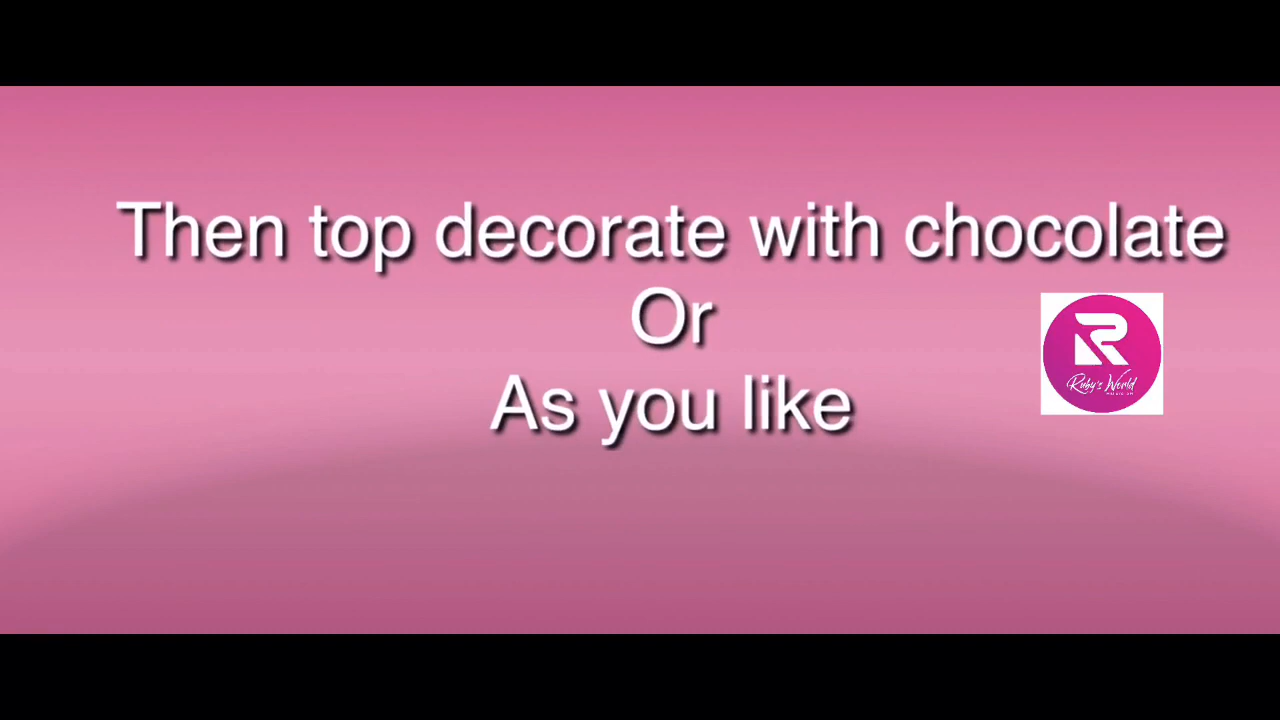 Then top decorate with chocolate
Or
As you like
R
Ruby's World